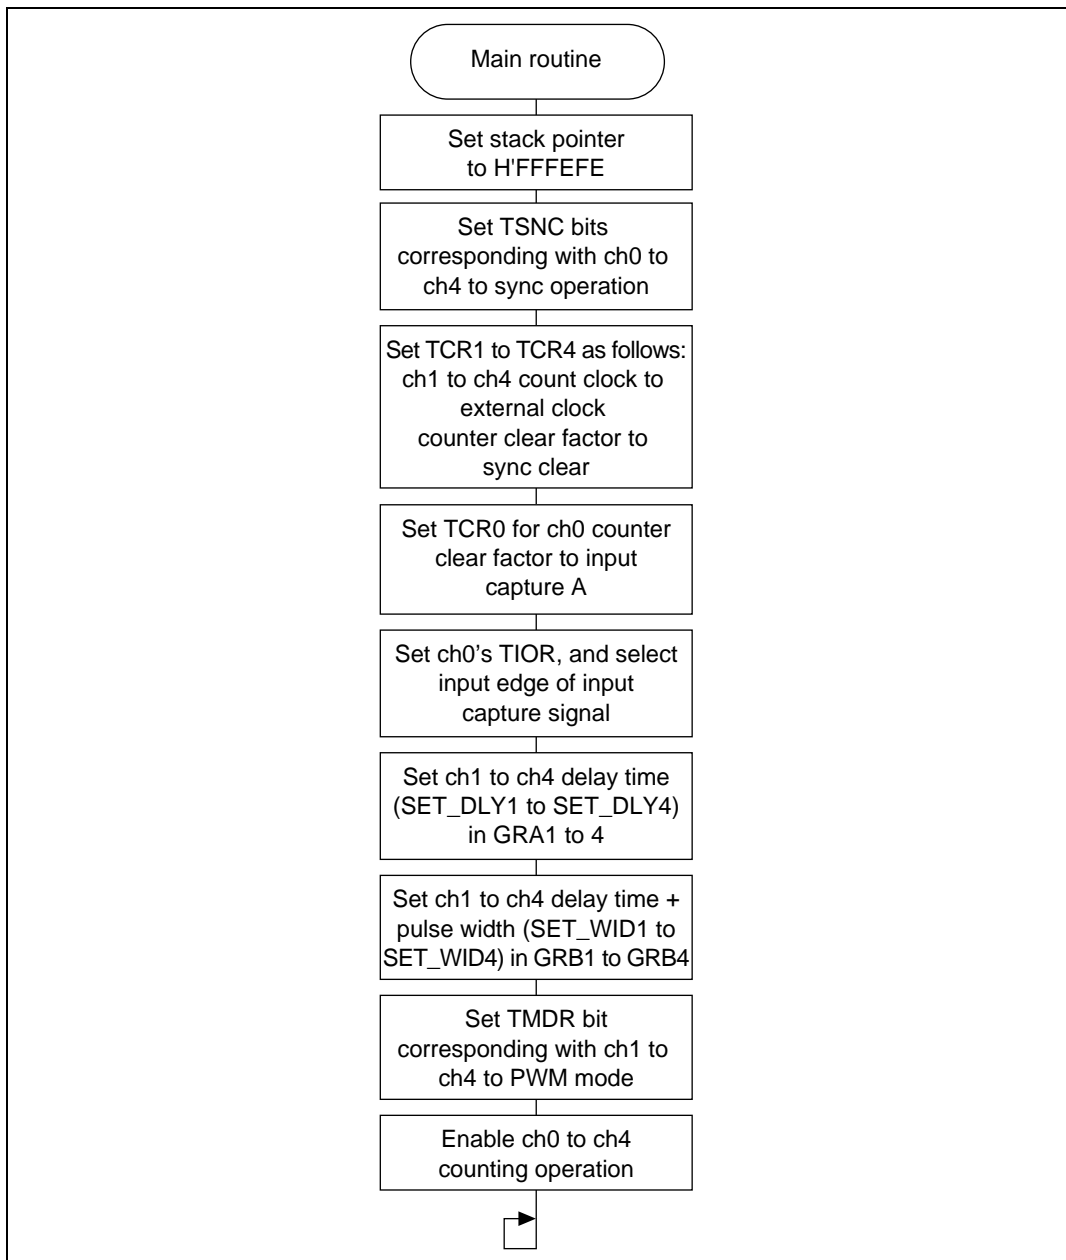 Main routine
Set stack pointer
to H'FFFEFE
Set TSNC bits
corresponding with ch0 to
ch4 to sync operation
Set TCR1 to TCR4 as follows:
ch1 to ch4 count clock to
external clock
counter clear factor to
sync clear
Set TCR0 for ch0 counter
clear factor to input
capture A
Set ch0’s TIOR, and select
input edge of input
capture signal
Set ch1 to ch4 delay time
(SET_DLY1 to SET_DLY4)
in GRA1 to 4
Set ch1 to ch4 delay time +
pulse width (SET_WID1 to
SET_WID4) in GRB1 to GRB4
Set TMDR bit
corresponding with ch1 to
ch4 to PWM mode
Enable ch0 to ch4
counting operation